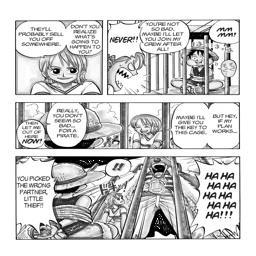 THEY'LL
PROBABLY SELL
YOU OFF
SOMEWHERE.
DON'T YOU
REALIZE
WHAT'S
GOING TO
HAPPEN TO
YOU?
NEVER!!
YOU'RE NOT
SO BAD.
MAYBE I'LL LET
YOU JOIN MY
CREW AFTER
ALL!
MM
MM!
THEN LET
ME OUT
OF HERE
NOW!
REALLY,
YOU DON'T
SEEM SO
BAD...
FOR A
PIRATE.
MAYBE I'LL
GIVE YOU
THE KEY TO
THIS CAGE.
BUT HEY,
IF MY
PLAN
WORKS...
YOU PICKED
THE WRONG
PARTNER,
LITTLE
THIEF!!
!!
HA HA
HA HA
HA HA
HA HA
HA!!!